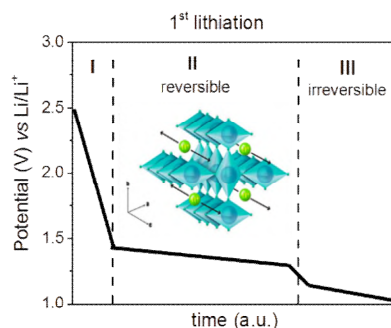 1st lithiation
I
II
III
reversible
irreversible
3.0
2.5
2.0
1.5
1.0
Potential (V) vs Li/Li+
time (a.u.)